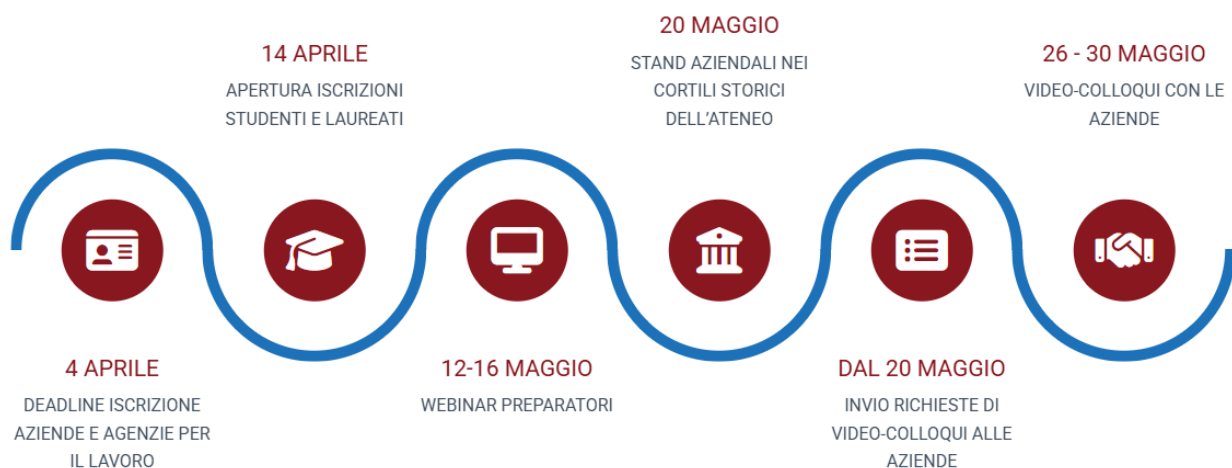 4 APRILE
DEADLINE ISCRIZIONE
AZIENDE E AGENZIE PER
IL LAVORO
14 APRILE
APERTURA ISCRIZIONI
STUDENTI E LAUREATI
12-16 MAGGIO
WEBINAR PREPARATORI
20 MAGGIO
STAND AZIENDALI NEI
CORTILI STORICI
DELL'ATENEO
DAL 20 MAGGIO
INVIO RICHIESTE DI
VIDEO-COLLOQUI ALLE
AZIENDE
26 - 30 MAGGIO
VIDEO-COLLOQUI CON LE
AZIENDE